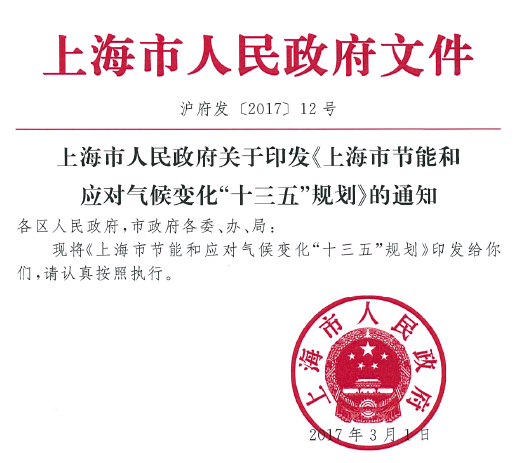 上海市人民政府文件
沪府发〔2017〕12号
上海市人民政府关于印发《上海市节能和
应对气候变化“十三五”规划》的通知
各区人民政府,市政府各委、办、局:
现将《上海市节能和应对气候变化“十三五”规划》印发给你
们,请认真按照执行。
上海市人民政府
2017年3月1日